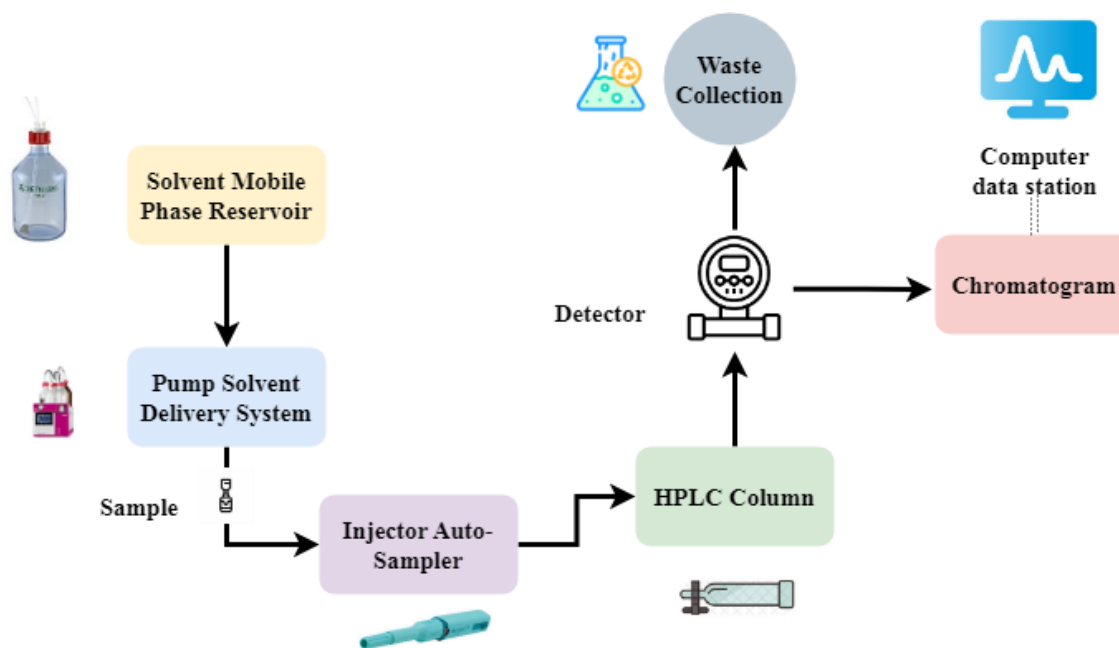 Solvent Mobile
Phase Reservoir
Pump Solvent
Delivery System
Sample
Injector Auto-
Sampler
HPLC Column
Detector
Waste
Collection
Computer
data station
Chromatogram